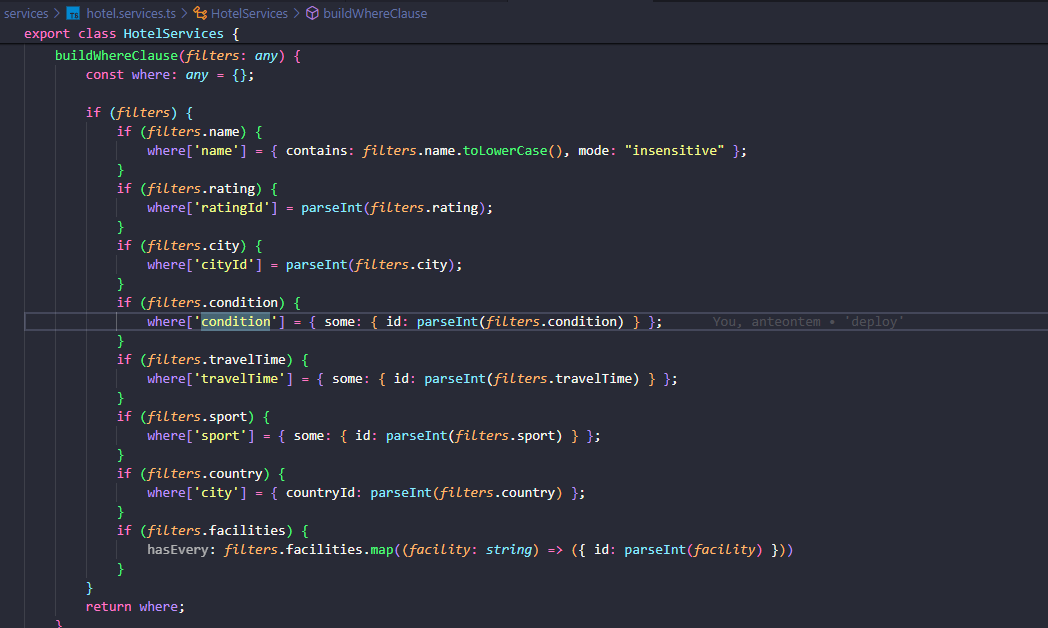 services > TS hotel.services.ts > HotelServices > buildWhereClause
export class HotelServices {
    buildWhereClause(filters: any) {
        const where: any = {};

        if (filters) {
            if (filters.name) {
                where['name'] = { contains: filters.name.toLowerCase(), mode: "insensitive" };
            }
            if (filters.rating) {
                where['ratingId'] = parseInt(filters.rating);
            }
            if (filters.city) {
                where['cityId'] = parseInt(filters.city);
            }
            if (filters.condition) {
                where['condition'] = { some: { id: parseInt(filters.condition) } };     You, anteontem • 'deploy'
            }
            if (filters.travelTime) {
                where['travelTime'] = { some: { id: parseInt(filters.travelTime) } };
            }
            if (filters.sport) {
                where['sport'] = { some: { id: parseInt(filters.sport) } };
            }
            if (filters.country) {
                where['city'] = { countryId: parseInt(filters.country) };
            }
            if (filters.facilities) {
                hasEvery: filters.facilities.map((facility: string) => ({ id: parseInt(facility) }))
            }
        }
        return where;
    }